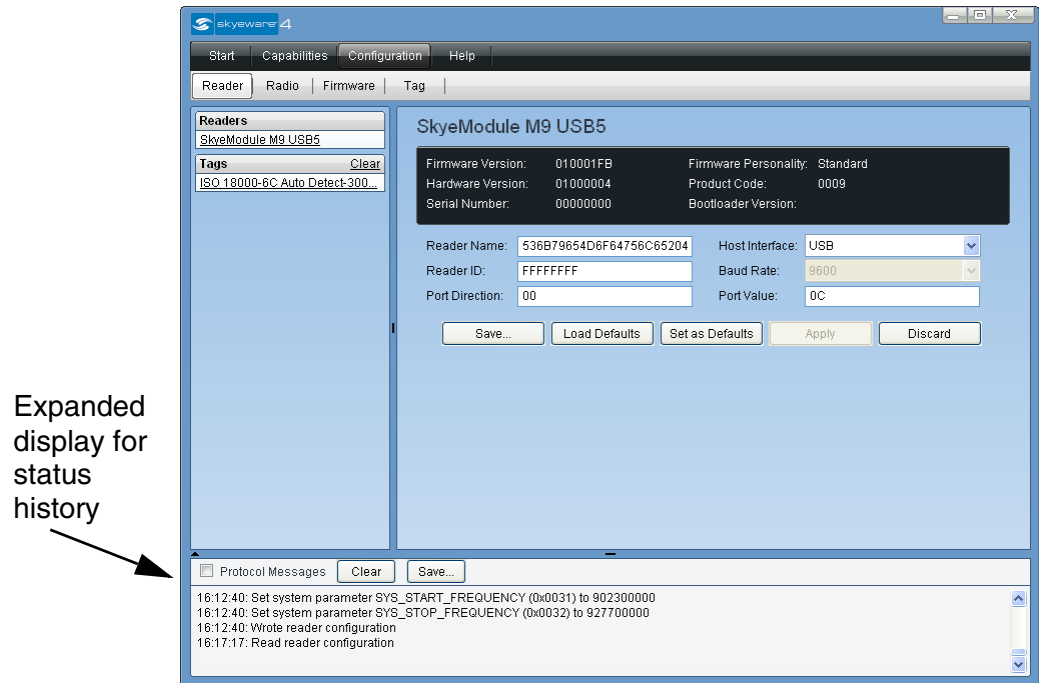 skyeware 4
Start Capabilities Configuration Help
Reader Radio Firmware Tag
Readers
SkyeModule M9 USB5
Tags Clear
ISO 18000-6C Auto Detect-300...
SkyeModule M9 USB5
Firmware Version: 010001FB Firmware Personality: Standard
Hardware Version: 01000004 Product Code: 0009
Serial Number: 00000000 Bootloader Version:
Reader Name: 536B79654D6F64756C65204 Host Interface: USB
Reader ID: FFFFFFFF Baud Rate: 9600
Port Direction: 00 Port Value: 0C
Save... Load Defaults Set as Defaults Apply Discard
Expanded
display for
status
history
Protocol Messages Clear Save...
16:12:40: Set system parameter SYS_START_FREQUENCY (0x0031) to 902300000
16:12:40: Set system parameter SYS_STOP_FREQUENCY (0x0032) to 927700000
16:12:40: Wrote reader configuration
16:17:17: Read reader configuration